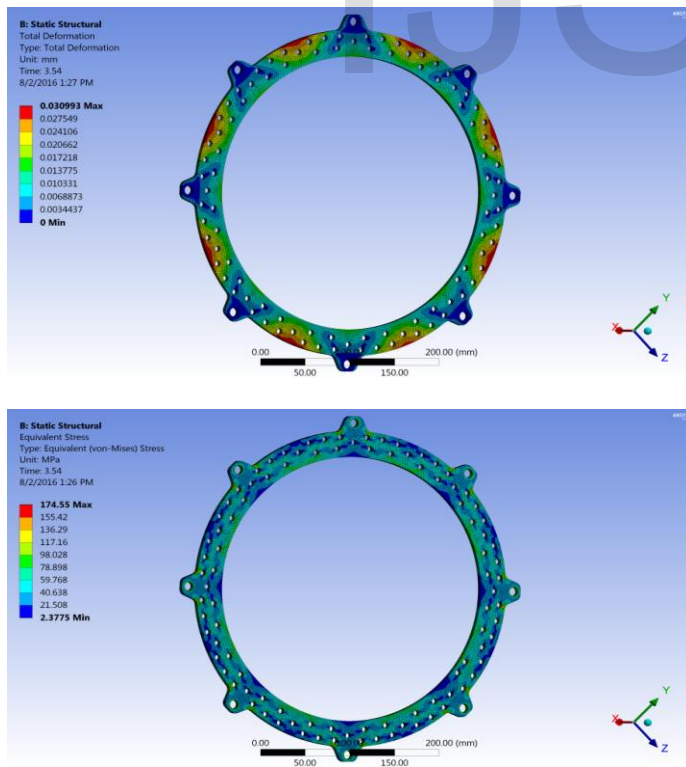 B: Static Structural
Total Deformation
Type: Total Deformation
Unit: mm
Time: 3.54
8/2/2016 1:27 PM
0.030993 Max
0.027549
0.024106
0.020662
0.017218
0.013775
0.010331
0.0068873
0.0034437
0 Min
0.00 200.00 (mm)
50.00 150.00
Y
X
Z
B: Static Structural
Equivalent Stress
Type: Equivalent (von-Mises) Stress
Unit: MPa
Time: 3.54
8/2/2016 1:26 PM
174.55 Max
155.42
136.29
117.16
98.028
78.898
59.768
40.638
21.508
2.3775 Min
0.00 100.00 200.00 (mm)
50.00 150.00
Y
X
Z